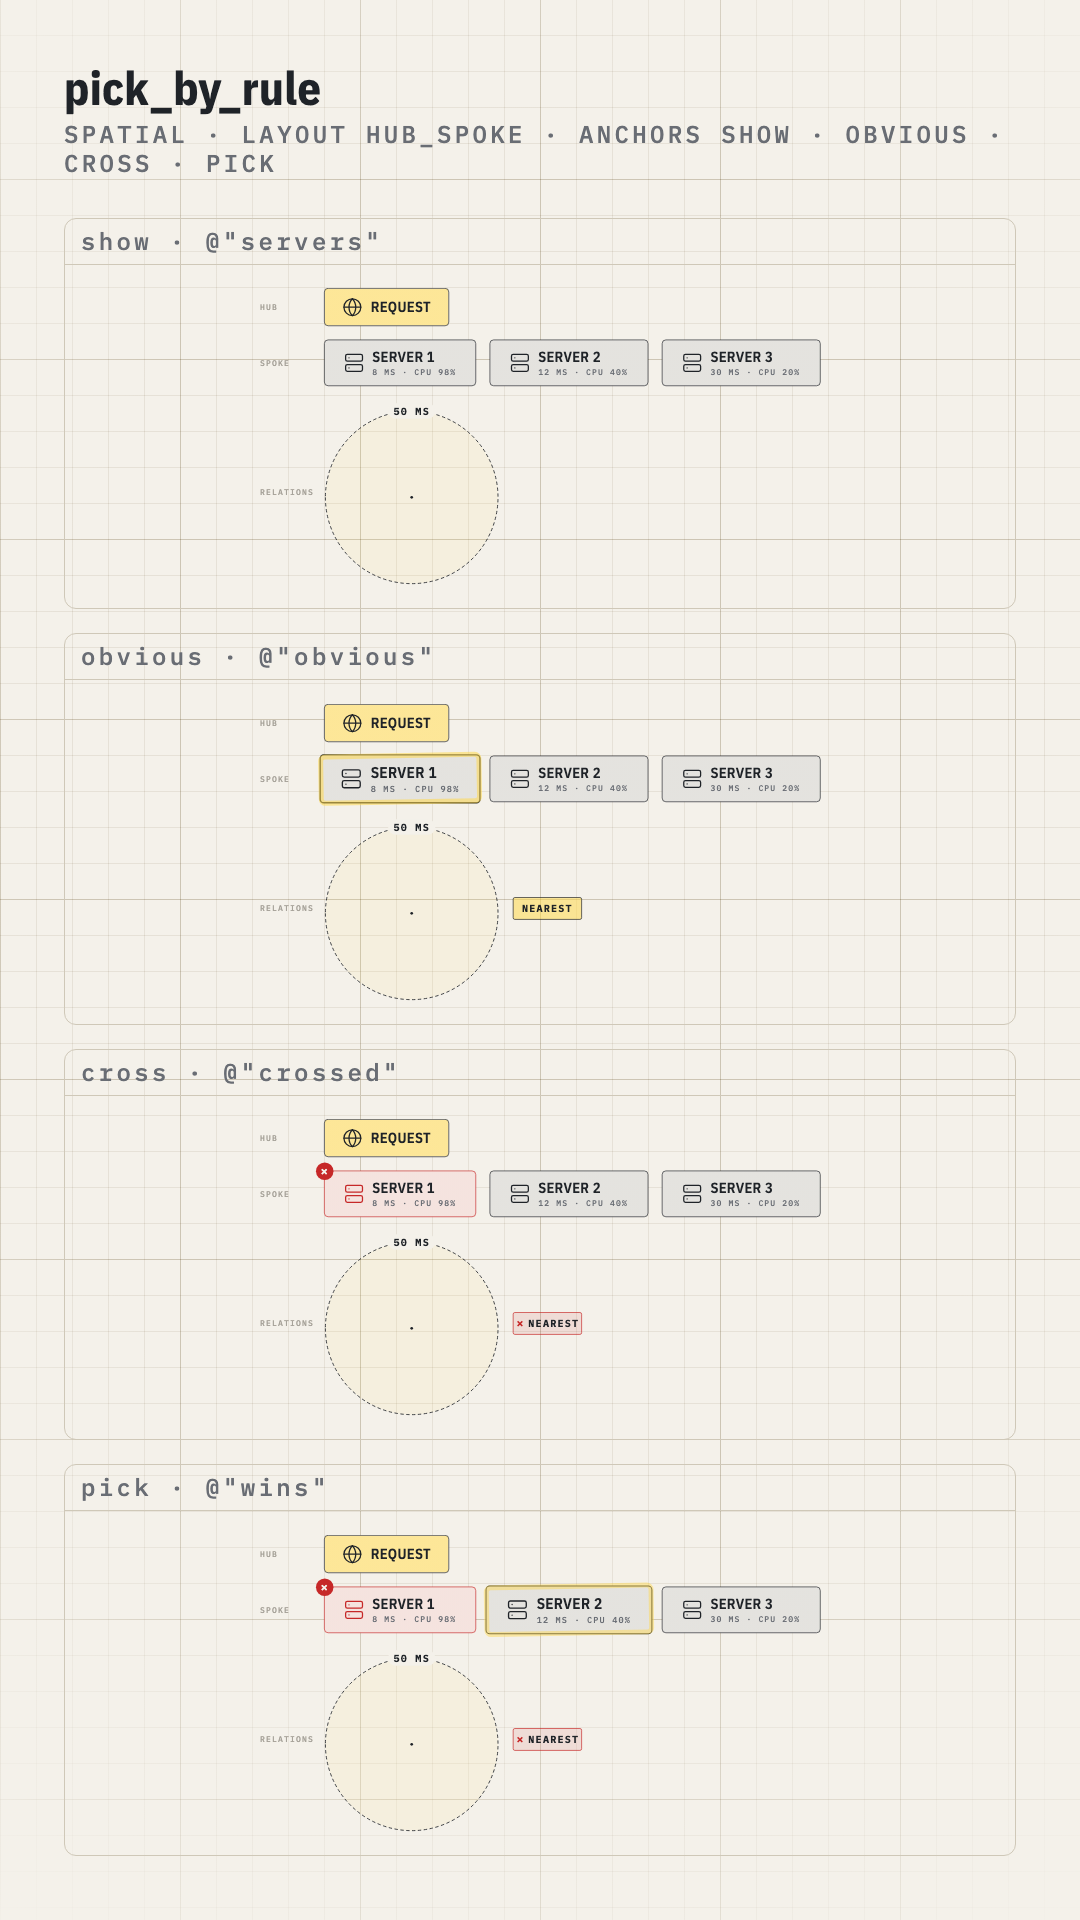 pick_by_rule
SPATIAL · LAYOUT HUB_SPOKE · ANCHORS SHOW · OBVIOUS ·
CROSS · PICK
show · @"servers"
HUB
REQUEST
SPOKE
SERVER 1
8 MS · CPU 98%
SERVER 2
12 MS · CPU 40%
SERVER 3
30 MS · CPU 20%
50 MS
RELATIONS
obvious · @"obvious"
HUB
REQUEST
SPOKE
SERVER 1
8 MS · CPU 98%
SERVER 2
12 MS · CPU 40%
SERVER 3
30 MS · CPU 20%
50 MS
RELATIONS
NEAREST
cross · @"crossed"
HUB
REQUEST
SPOKE
SERVER 1
8 MS · CPU 98%
SERVER 2
12 MS · CPU 40%
SERVER 3
30 MS · CPU 20%
50 MS
RELATIONS
× NEAREST
pick · @"wins"
HUB
REQUEST
SPOKE
SERVER 1
8 MS · CPU 98%
SERVER 2
12 MS · CPU 40%
SERVER 3
30 MS · CPU 20%
50 MS
RELATIONS
× NEAREST